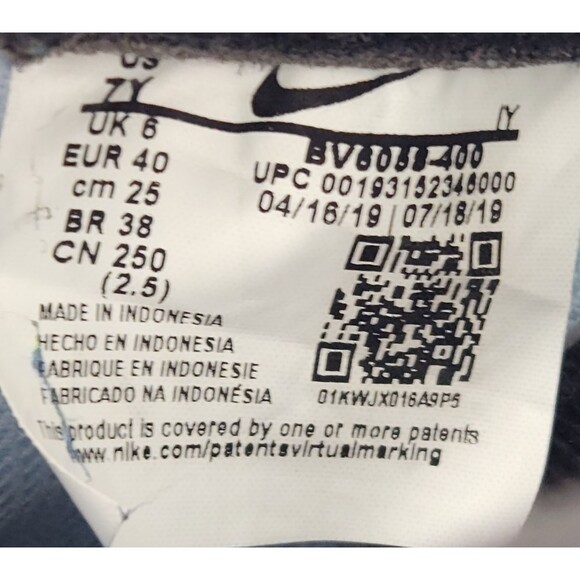 US
7Y
UK 6
EUR 40
cm 25
BR 38
CN 250
(2.5)
IY
UPC 00193152346000
04/16/19 | 07/18/19
01KWJX016A9P5
MADE IN INDONESIA
HECHO EN INDONESIA
FABRIQUE EN INDONESIE
FABRICADO NA INDONÉSIA
This product is covered by one or more patents
www.nike.com/patentsvirtualmarking